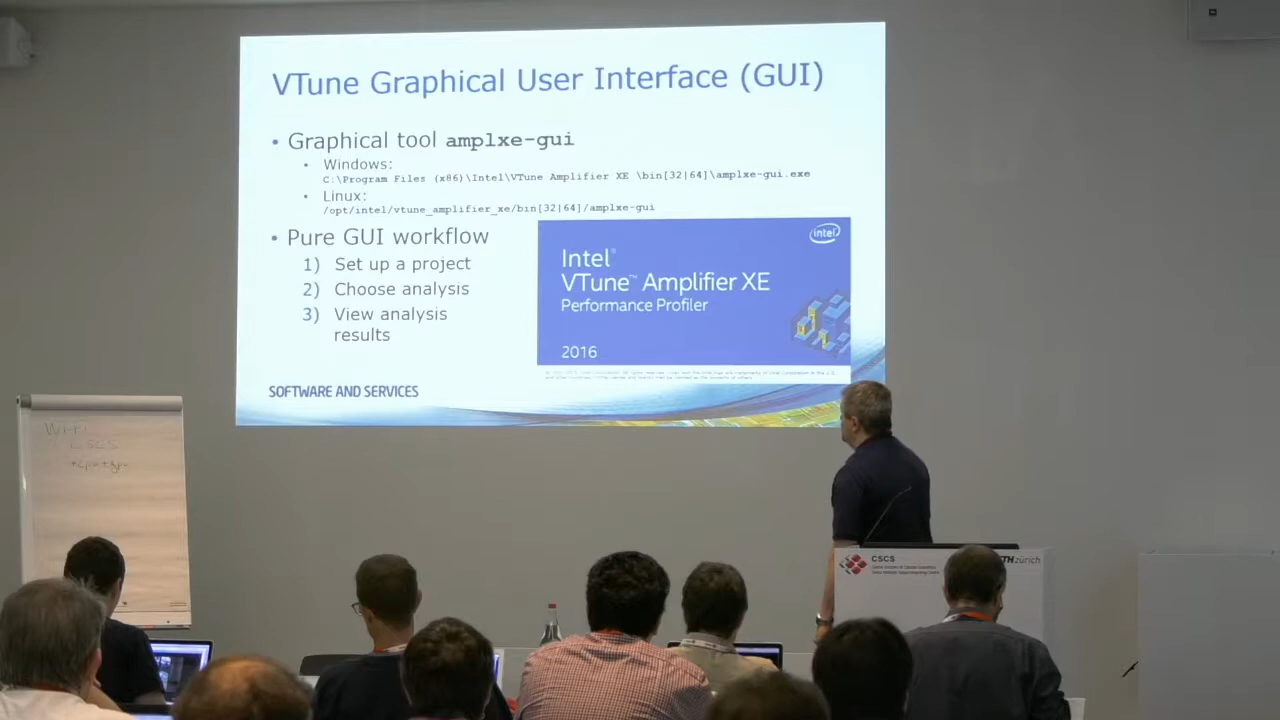 VTune Graphical User Interface (GUI)
• Graphical tool amplxe-gui
• Windows:
C:\Program Files (x86)\Intel\VTune Amplifier XE \bin[32|64]\amplxe-gui.exe
• Linux:
/opt/intel/vtune_amplifier_xe/bin[32|64]/amplxe-gui
• Pure GUI workflow
1) Set up a project
2) Choose analysis
3) View analysis
results
intel
Intel®
VTune™ Amplifier XE
Performance Profiler
2016
SOFTWARE AND SERVICES
WiFi
CSCS
CSCS
zürich